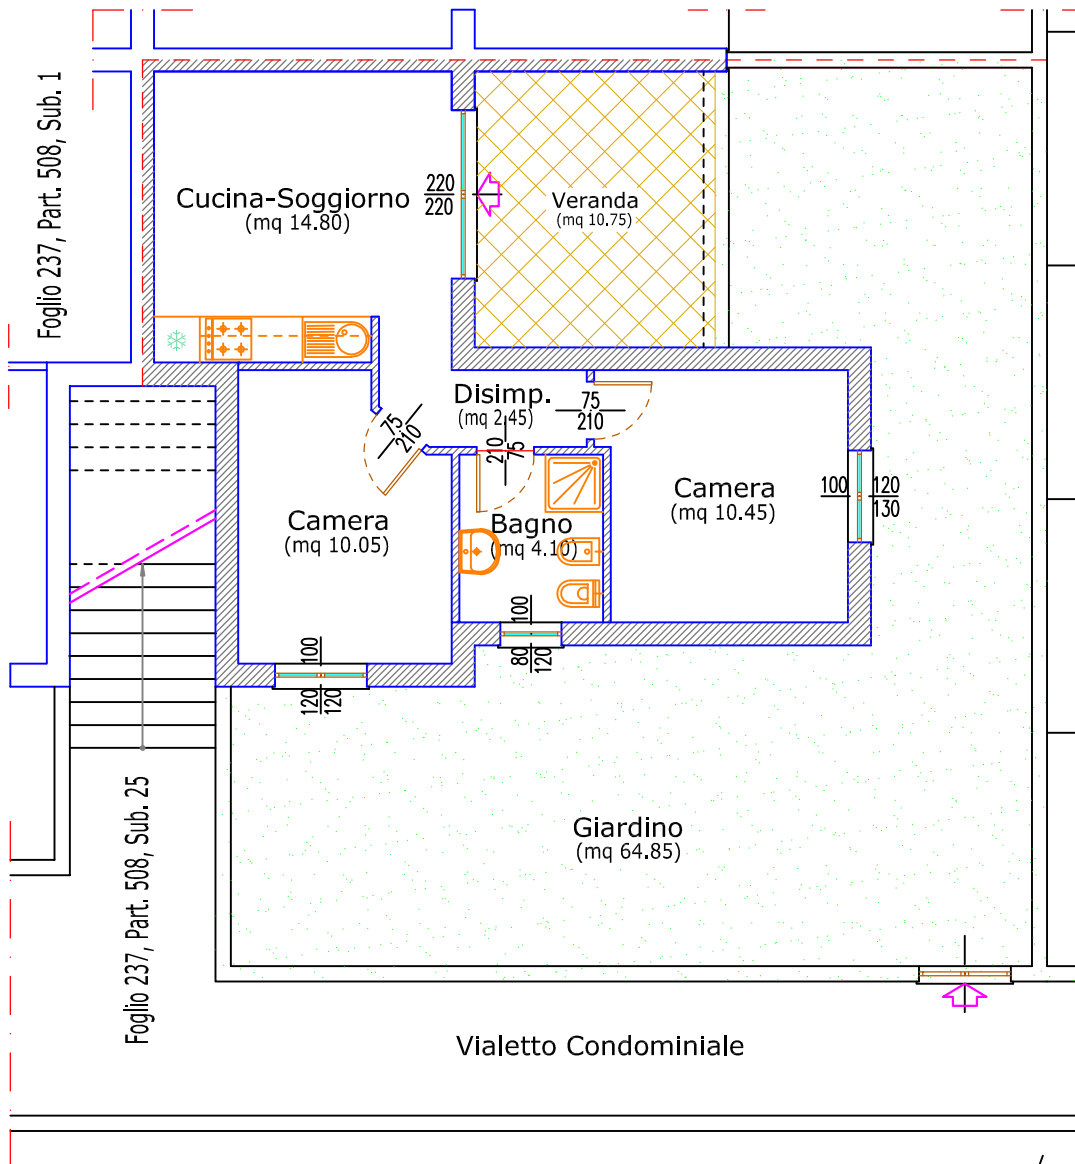 Foglio 237, Part. 508, Sub. 1
Cucina-Soggiorno
(mq 14.80)
220
220
Veranda
(mq 10.75)
Disimp.
(mq 2.45)
75
210
75
210
210
75
Camera
(mq 10.05)
Bagno
(mq 4.10)
Camera
(mq 10.45)
100
120
130
100
80
120
100
120
120
Giardino
(mq 64.85)
Foglio 237, Part. 508, Sub. 25
Vialetto Condominiale